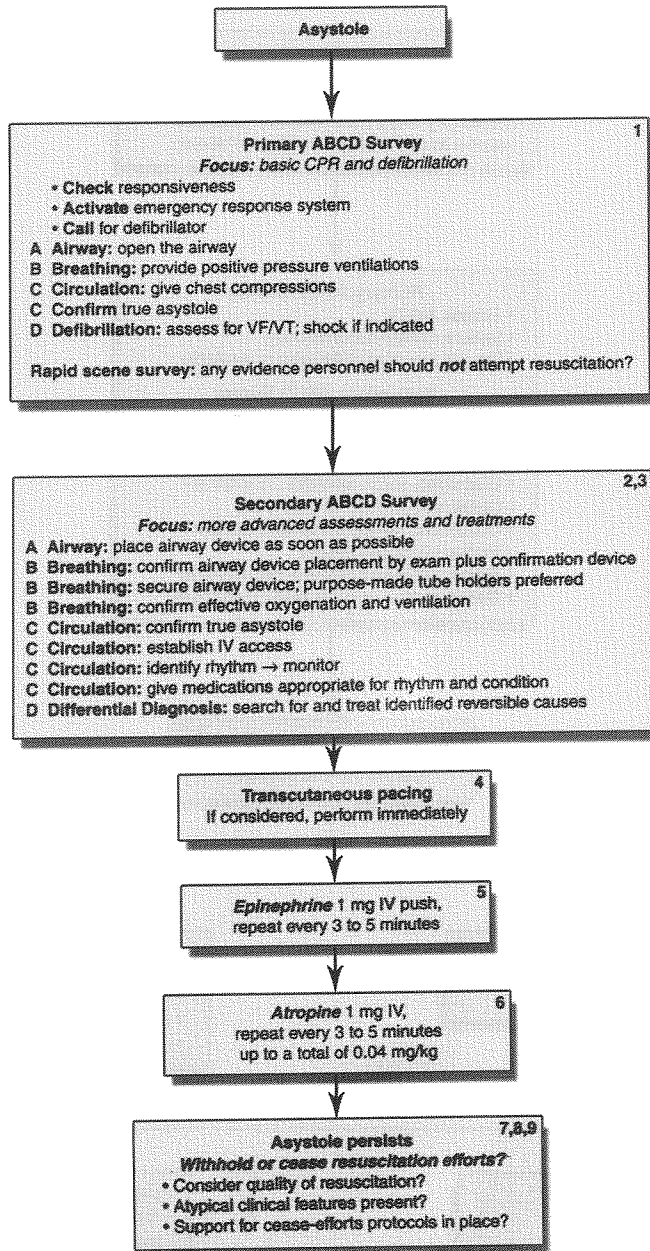 Asystole
1
Primary ABCD Survey
Focus: basic CPR and defibrillation
• Check responsiveness
• Activate emergency response system
• Call for defibrillator
A Airway: open the airway
B Breathing: provide positive pressure ventilations
C Circulation: give chest compressions
C Confirm true asystole
D Defibrillation: assess for VF/VT; shock if indicated
Rapid scene survey: any evidence personnel should not attempt resuscitation?
2,3
Secondary ABCD Survey
Focus: more advanced assessments and treatments
A Airway: place airway device as soon as possible
B Breathing: confirm airway device placement by exam plus confirmation device
B Breathing: secure airway device; purpose-made tube holders preferred
B Breathing: confirm effective oxygenation and ventilation
C Circulation: confirm true asystole
C Circulation: establish IV access
C Circulation: identify rhythm → monitor
C Circulation: give medications appropriate for rhythm and condition
D Differential Diagnosis: search for and treat identified reversible causes
4
Transcutaneous pacing
If considered, perform immediately
5
Epinephrine 1 mg IV push,
repeat every 3 to 5 minutes
6
Atropine 1 mg IV,
repeat every 3 to 5 minutes
up to a total of 0.04 mg/kg
7,8,9
Asystole persists
Withhold or cease resuscitation efforts?
• Consider quality of resuscitation?
• Atypical clinical features present?
• Support for cease-efforts protocols in place?